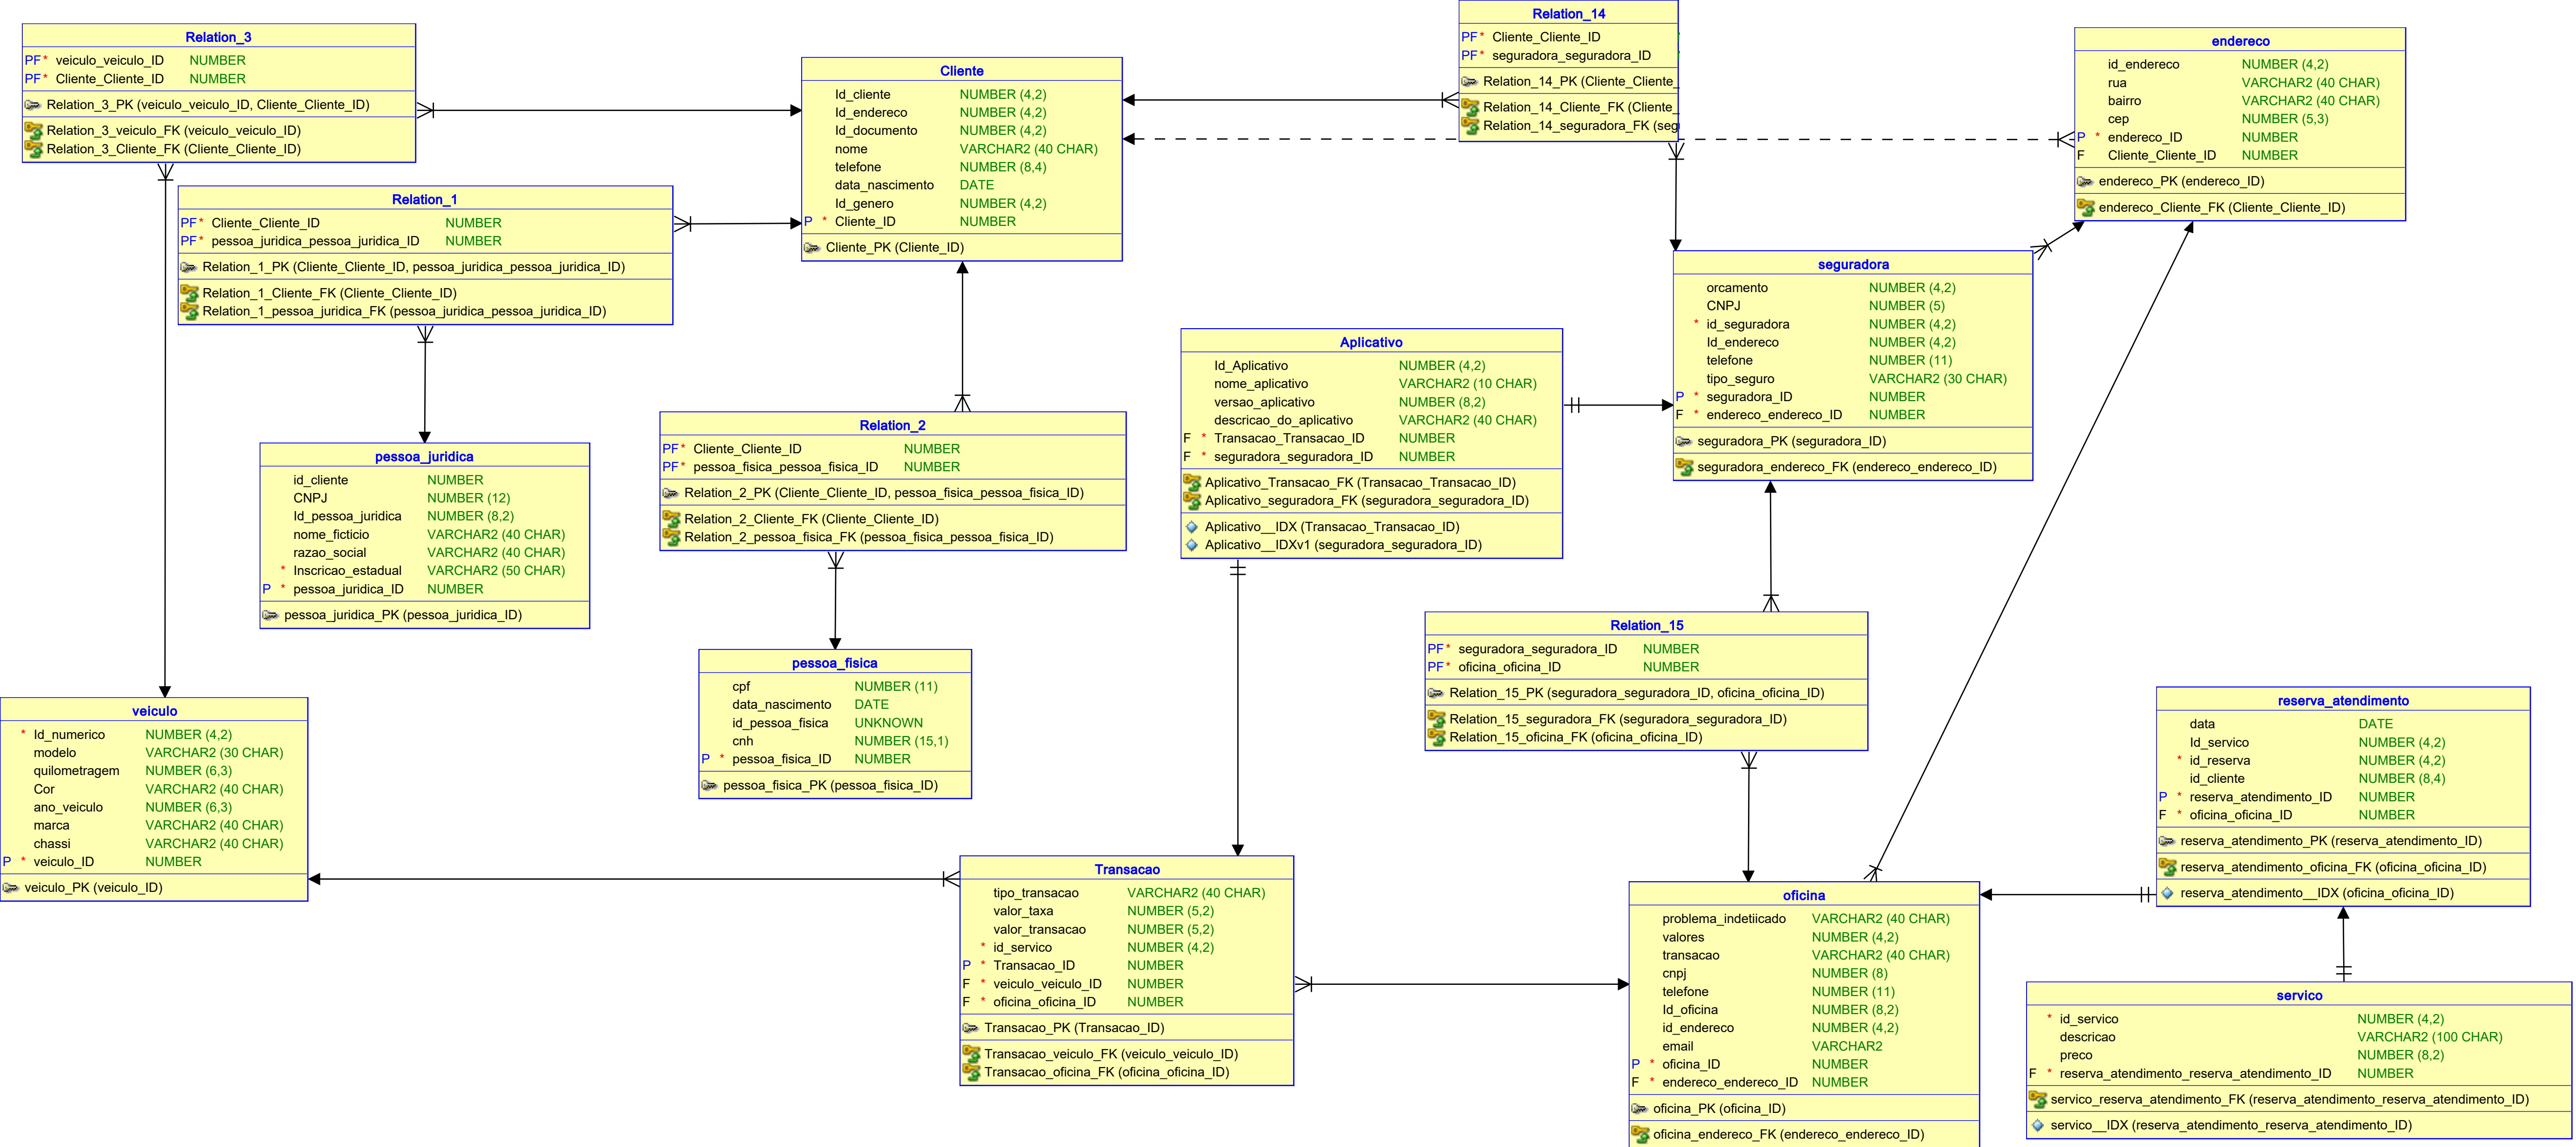 Relation_3
PF* veiculo_veiculo_ID NUMBER
PF* Cliente_Cliente_ID NUMBER
Relation_3_PK (veiculo_veiculo_ID, Cliente_Cliente_ID)
Relation_3_veiculo_FK (veiculo_veiculo_ID)
Relation_3_Cliente_FK (Cliente_Cliente_ID)
Relation_1
PF* Cliente_Cliente_ID NUMBER
PF* pessoa_juridica_pessoa_juridica_ID NUMBER
Relation_1_PK (Cliente_Cliente_ID, pessoa_juridica_pessoa_juridica_ID)
Relation_1_Cliente_FK (Cliente_Cliente_ID)
Relation_1_pessoa_juridica_FK (pessoa_juridica_pessoa_juridica_ID)
Cliente
Id_cliente NUMBER (4,2)
Id_endereco NUMBER (4,2)
Id_documento NUMBER (4,2)
nome VARCHAR2 (40 CHAR)
telefone NUMBER (8,4)
data_nascimento DATE
Id_genero NUMBER (4,2)
P * Cliente_ID NUMBER
Cliente_PK (Cliente_ID)
Relation_14
PF* Cliente_Cliente_ID
PF* seguradora_seguradora_ID
Relation_14_PK (Cliente_Cliente_
Relation_14_Cliente_FK (Cliente_
Relation_14_seguradora_FK (seg
endereco
id_endereco NUMBER (4,2)
rua VARCHAR2 (40 CHAR)
bairro VARCHAR2 (40 CHAR)
cep NUMBER (5,3)
P * endereco_ID NUMBER
F Cliente_Cliente_ID NUMBER
endereco_PK (endereco_ID)
endereco_Cliente_FK (Cliente_Cliente_ID)
seguradora
orcamento NUMBER (4,2)
CNPJ NUMBER (5)
* id_seguradora NUMBER (4,2)
Id_endereco NUMBER (4,2)
telefone NUMBER (11)
tipo_seguro VARCHAR2 (30 CHAR)
P * seguradora_ID NUMBER
F * endereco_endereco_ID NUMBER
seguradora_PK (seguradora_ID)
seguradora_endereco_FK (endereco_endereco_ID)
Aplicativo
Id_Aplicativo NUMBER (4,2)
nome_aplicativo VARCHAR2 (10 CHAR)
versao_aplicativo NUMBER (8,2)
descricao_do_aplicativo VARCHAR2 (40 CHAR)
F * Transacao_Transacao_ID NUMBER
F * seguradora_seguradora_ID NUMBER
Aplicativo_Transacao_FK (Transacao_Transacao_ID)
Aplicativo_seguradora_FK (seguradora_seguradora_ID)
Aplicativo__IDX (Transacao_Transacao_ID)
Aplicativo__IDXv1 (seguradora_seguradora_ID)
pessoa_juridica
id_cliente NUMBER
CNPJ NUMBER (12)
Id_pessoa_juridica NUMBER (8,2)
nome_ficticio VARCHAR2 (40 CHAR)
razao_social VARCHAR2 (40 CHAR)
* Inscricao_estadual VARCHAR2 (50 CHAR)
P * pessoa_juridica_ID NUMBER
pessoa_juridica_PK (pessoa_juridica_ID)
Relation_2
PF* Cliente_Cliente_ID NUMBER
PF* pessoa_fisica_pessoa_fisica_ID NUMBER
Relation_2_PK (Cliente_Cliente_ID, pessoa_fisica_pessoa_fisica_ID)
Relation_2_Cliente_FK (Cliente_Cliente_ID)
Relation_2_pessoa_fisica_FK (pessoa_fisica_pessoa_fisica_ID)
pessoa_fisica
cpf NUMBER (11)
data_nascimento DATE
id_pessoa_fisica UNKNOWN
cnh NUMBER (15,1)
P * pessoa_fisica_ID NUMBER
pessoa_fisica_PK (pessoa_fisica_ID)
Relation_15
PF* seguradora_seguradora_ID NUMBER
PF* oficina_oficina_ID NUMBER
Relation_15_PK (seguradora_seguradora_ID, oficina_oficina_ID)
Relation_15_seguradora_FK (seguradora_seguradora_ID)
Relation_15_oficina_FK (oficina_oficina_ID)
veiculo
* Id_numerico NUMBER (4,2)
modelo VARCHAR2 (30 CHAR)
quilometragem NUMBER (6,3)
Cor VARCHAR2 (40 CHAR)
ano_veiculo NUMBER (6,3)
marca VARCHAR2 (40 CHAR)
chassi VARCHAR2 (40 CHAR)
P * veiculo_ID NUMBER
veiculo_PK (veiculo_ID)
reserva_atendimento
data DATE
Id_servico NUMBER (4,2)
* id_reserva NUMBER (4,2)
id_cliente NUMBER (8,4)
P * reserva_atendimento_ID NUMBER
F * oficina_oficina_ID NUMBER
reserva_atendimento_PK (reserva_atendimento_ID)
reserva_atendimento_oficina_FK (oficina_oficina_ID)
reserva_atendimento__IDX (oficina_oficina_ID)
Transacao
tipo_transacao VARCHAR2 (40 CHAR)
valor_taxa NUMBER (5,2)
valor_transacao NUMBER (5,2)
* id_servico NUMBER (4,2)
P * Transacao_ID NUMBER
F * veiculo_veiculo_ID NUMBER
F * oficina_oficina_ID NUMBER
Transacao_PK (Transacao_ID)
Transacao_veiculo_FK (veiculo_veiculo_ID)
Transacao_oficina_FK (oficina_oficina_ID)
oficina
problema_indetiicado VARCHAR2 (40 CHAR)
valores NUMBER (4,2)
transacao VARCHAR2 (40 CHAR)
cnpj NUMBER (8)
telefone NUMBER (11)
Id_oficina NUMBER (8,2)
id_endereco NUMBER (4,2)
email VARCHAR2
P * oficina_ID NUMBER
F * endereco_endereco_ID NUMBER
oficina_PK (oficina_ID)
oficina_endereco_FK (endereco_endereco_ID)
servico
* id_servico NUMBER (4,2)
descricao VARCHAR2 (100 CHAR)
preco NUMBER (8,2)
F * reserva_atendimento_reserva_atendimento_ID NUMBER
servico_reserva_atendimento_FK (reserva_atendimento_reserva_atendimento_ID)
servico__IDX (reserva_atendimento_reserva_atendimento_ID)